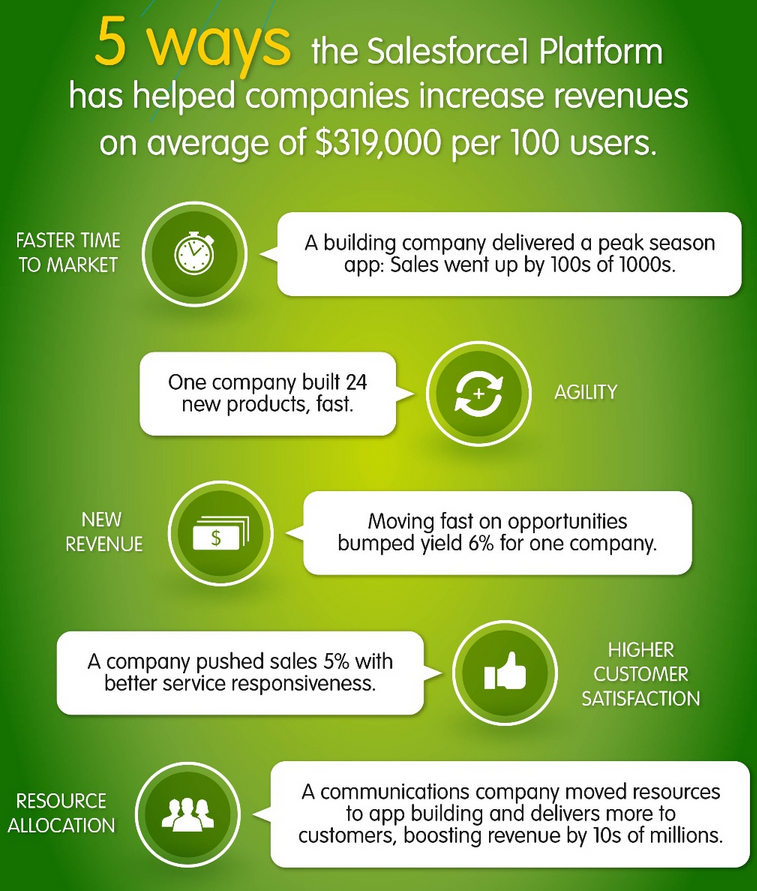 5 ways the Salesforce1 Platform
has helped companies increase revenues
on average of $319,000 per 100 users.
FASTER TIME
TO MARKET
A building company delivered a peak season
app: Sales went up by 100s of 1000s.
One company built 24
new products, fast.
AGILITY
NEW
REVENUE
$
Moving fast on opportunities
bumped yield 6% for one company.
A company pushed sales 5% with
better service responsiveness.
HIGHER
CUSTOMER
SATISFACTION
RESOURCE
ALLOCATION
A communications company moved resources
to app building and delivers more to
customers, boosting revenue by 10s of millions.